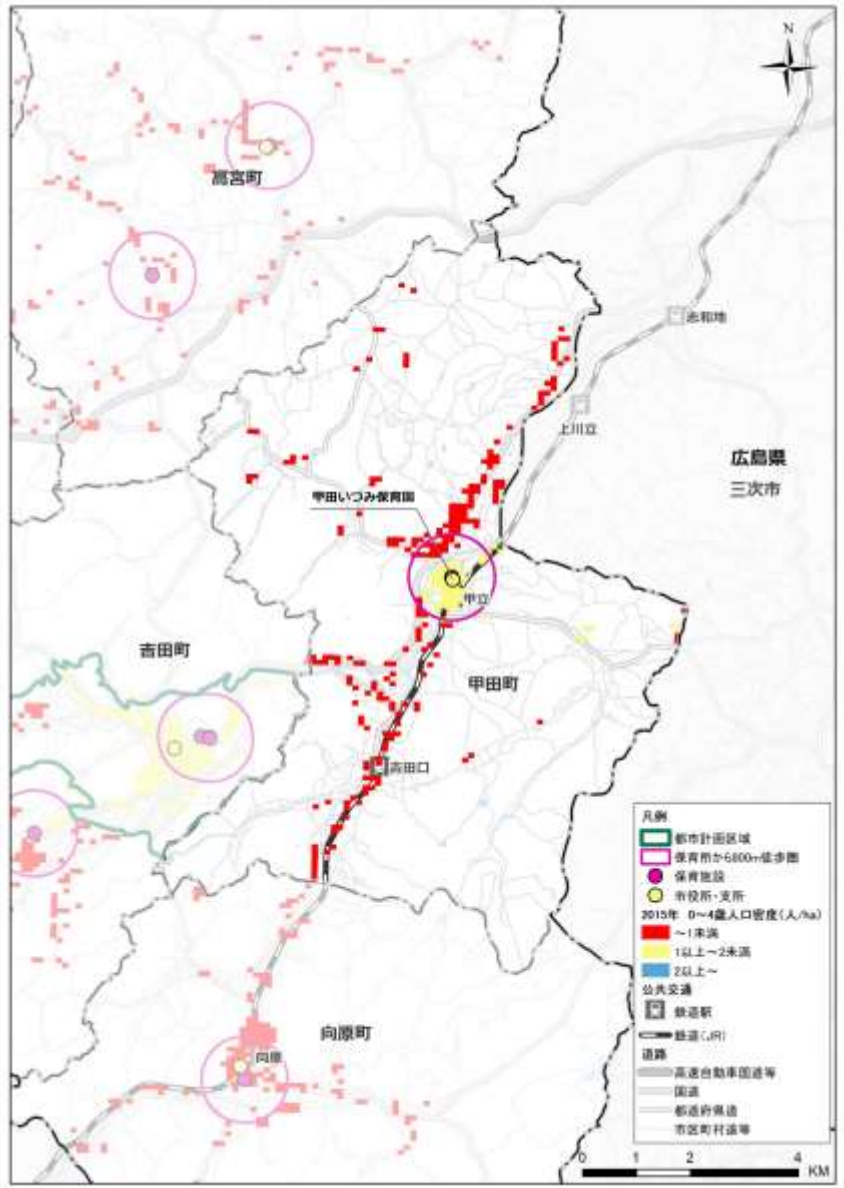 N
高宮町
志和地
上川立
広島県
三次市
甲田いづみ保育園
甲立
吉田町
甲田町
吉田口
向原町
向原
凡例
都市計画区域
保育所から800m徒歩圏
保育施設
市役所・支所
2015年 0～4歳人口密度(人/ha)
～1未満
1以上～2未満
2以上～
公共交通
鉄道駅
鉄道(JR)
道路
高速自動車国道等
国道
都道府県道
市区町村道等
0 1 2 4
KM